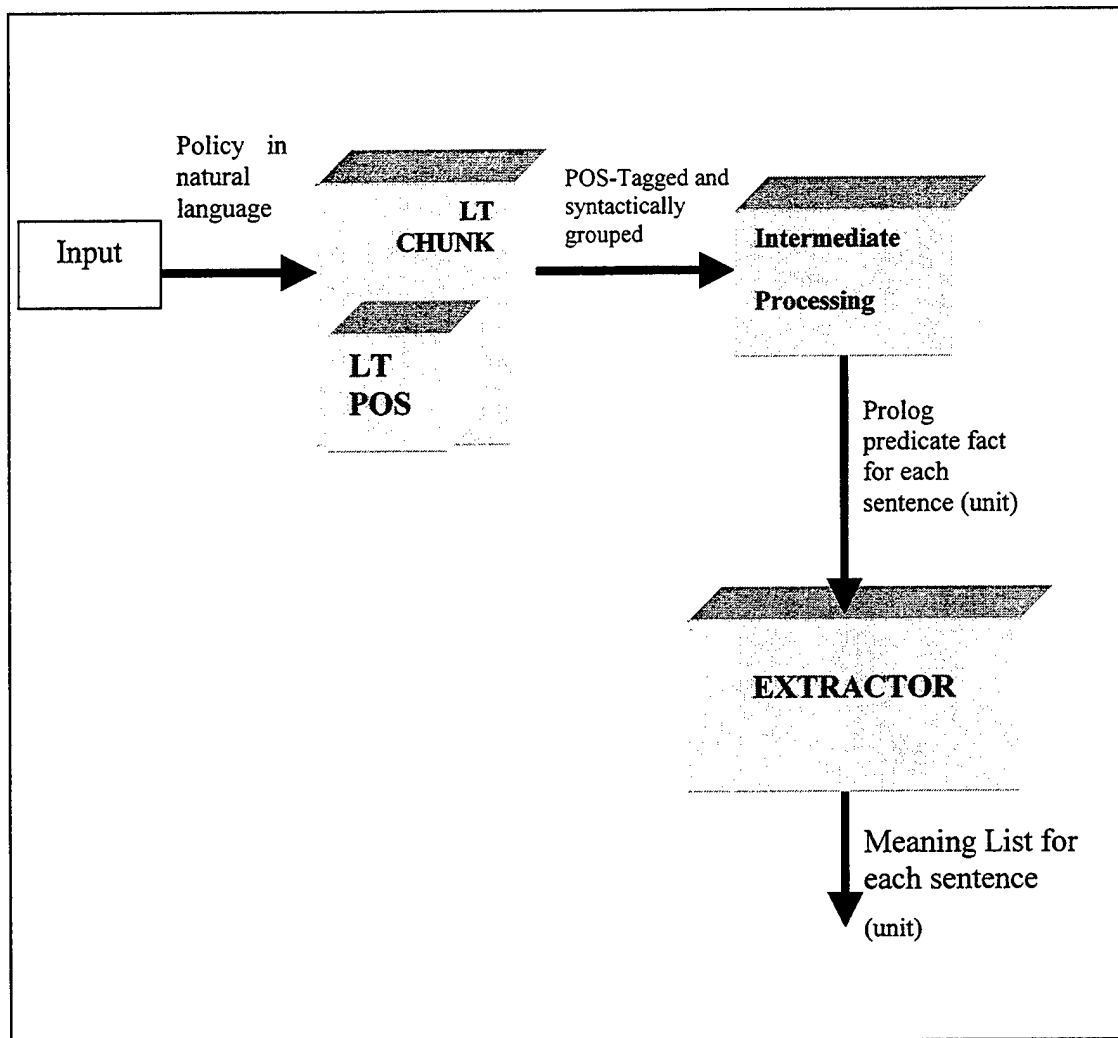 Policy in
natural
language
Input
LT
CHUNK
LT
POS
POS-Tagged and
syntactically
grouped
Intermediate
Processing
Prolog
predicate fact
for each
sentence (unit)
EXTRACTOR
Meaning List for
each sentence
(unit)